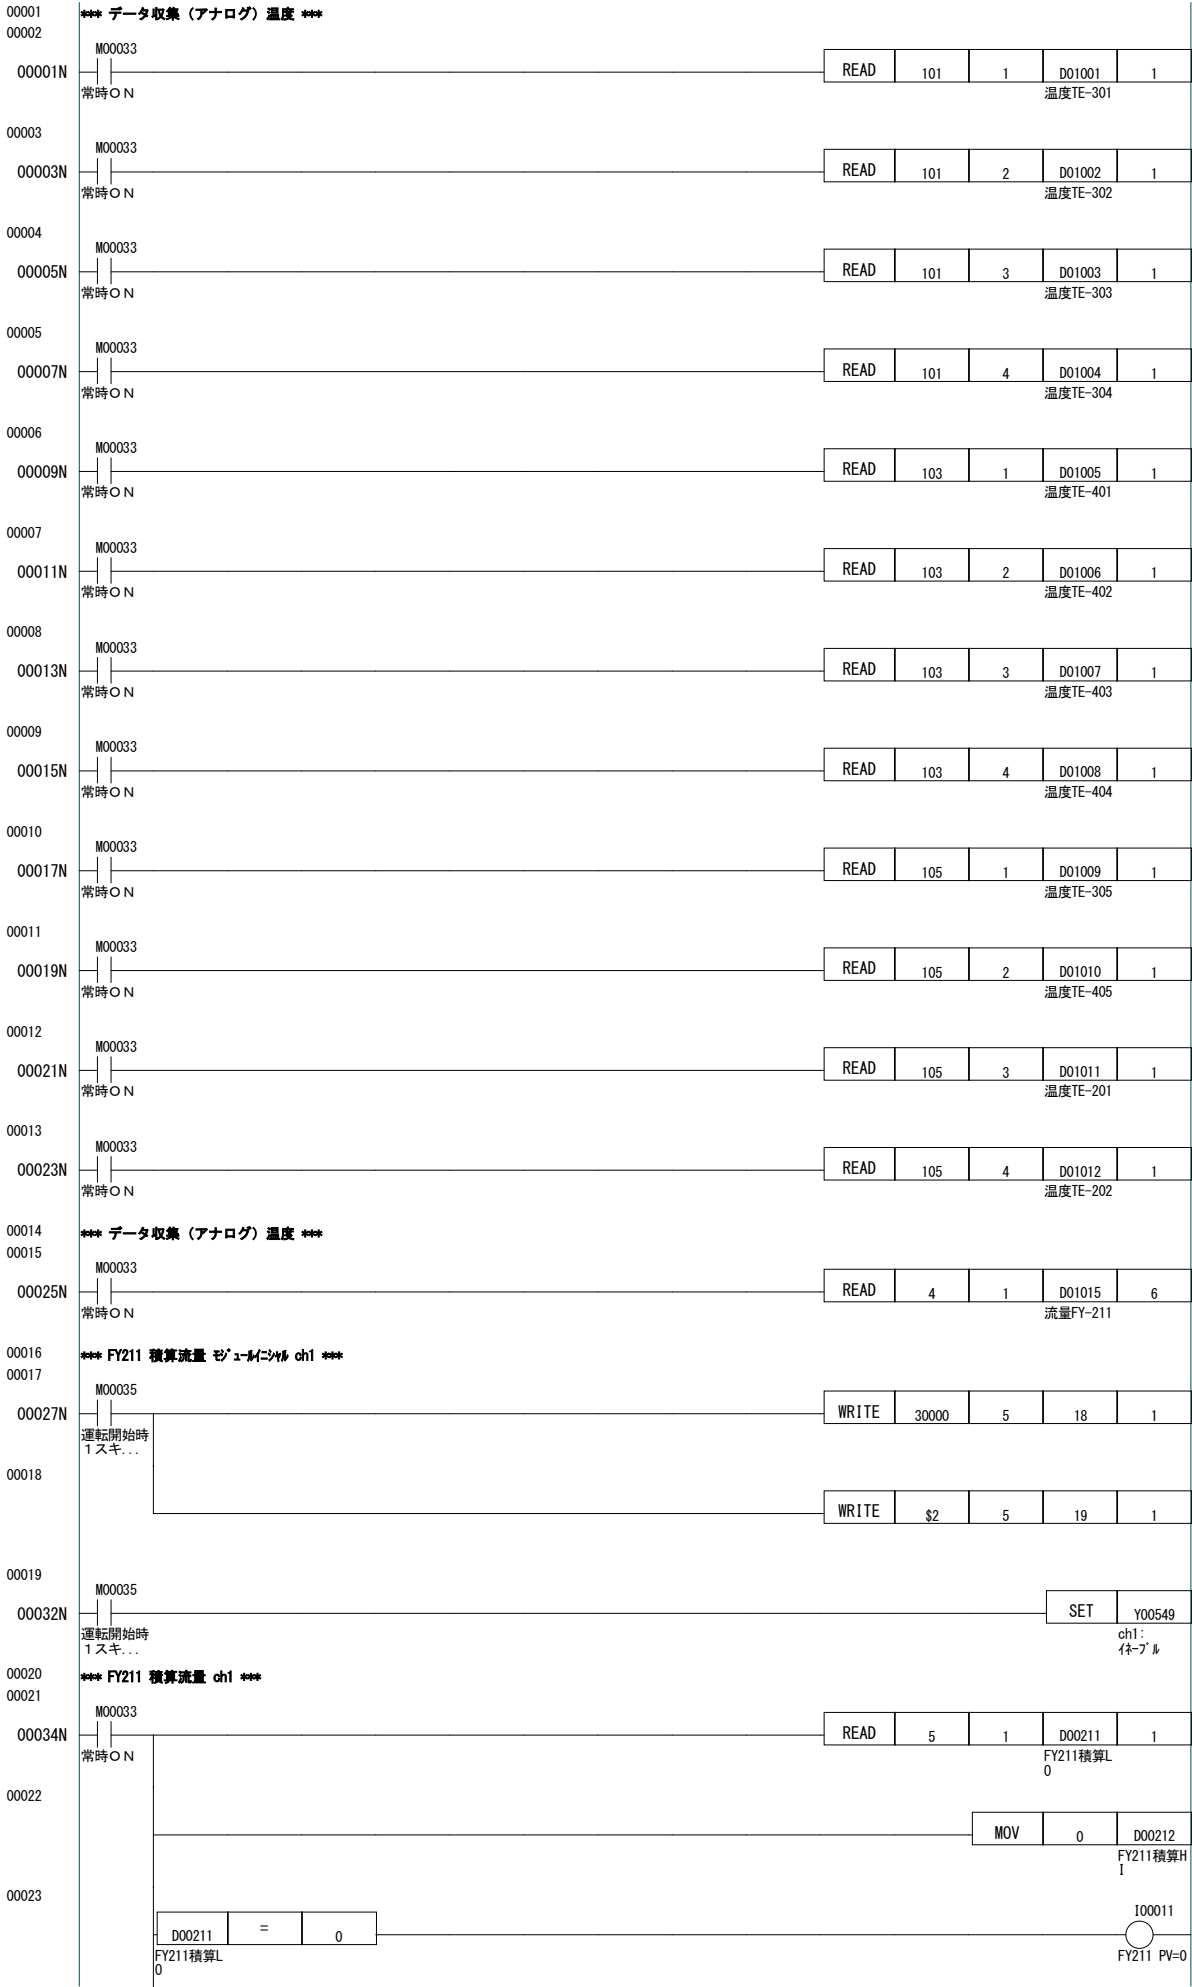 00001 *** データ収集（アナログ）温度 ***
00002
M00033
00001N READ 101 1 D01001 1
常時ＯＮ 温度TE-301
00003
M00033
00003N READ 101 2 D01002 1
常時ＯＮ 温度TE-302
00004
M00033
00005N READ 101 3 D01003 1
常時ＯＮ 温度TE-303
00005
M00033
00007N READ 101 4 D01004 1
常時ＯＮ 温度TE-304
00006
M00033
00009N READ 103 1 D01005 1
常時ＯＮ 温度TE-401
00007
M00033
00011N READ 103 2 D01006 1
常時ＯＮ 温度TE-402
00008
M00033
00013N READ 103 3 D01007 1
常時ＯＮ 温度TE-403
00009
M00033
00015N READ 103 4 D01008 1
常時ＯＮ 温度TE-404
00010
M00033
00017N READ 105 1 D01009 1
常時ＯＮ 温度TE-305
00011
M00033
00019N READ 105 2 D01010 1
常時ＯＮ 温度TE-405
00012
M00033
00021N READ 105 3 D01011 1
常時ＯＮ 温度TE-201
00013
M00033
00023N READ 105 4 D01012 1
常時ＯＮ 温度TE-202
00014 *** データ収集（アナログ）温度 ***
00015
M00033
00025N READ 4 1 D01015 6
常時ＯＮ 流量FY-211
00016 *** FY211 積算流量 ﾓｼﾞｭｰﾙｲﾆｼｬﾙ ch1 ***
00017
M00035
00027N WRITE 30000 5 18 1
運転開始時
１スキ...
00018
WRITE $2 5 19 1
00019
M00035
00032N SET Y00549
運転開始時 ch1:
１スキ... ｲﾈｰﾌﾞﾙ
00020 *** FY211 積算流量 ch1 ***
00021
M00033
00034N READ 5 1 D00211 1
常時ＯＮ FY211積算L
O
00022
MOV 0 D00212
FY211積算H
I
00023
I00011
D00211 = 0
FY211積算L FY211 PV=0
O